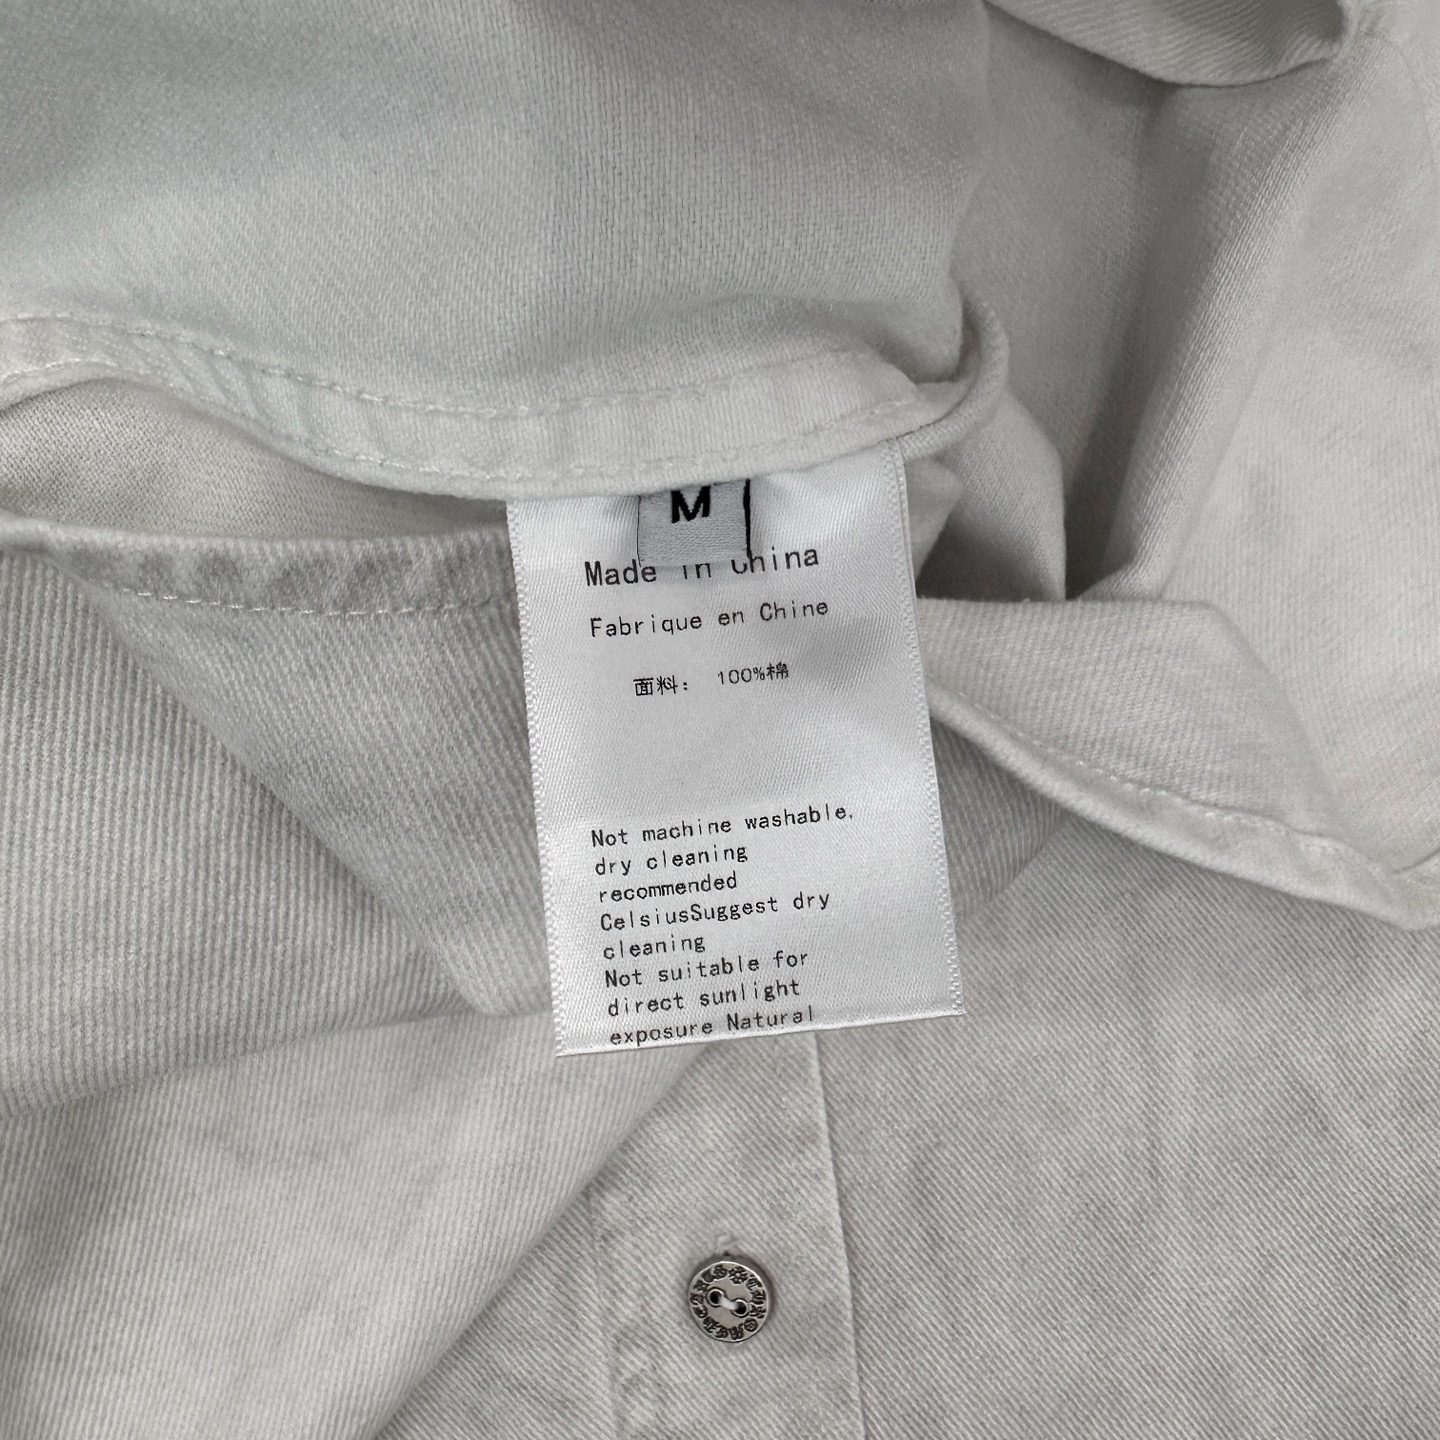 M
Made in China
Fabrique en Chine
面料: 100%棉
Not machine washable,
dry cleaning
recommended
CelsiusSuggest dry
cleaning
Not suitable for
direct sunlight
exposure Natural